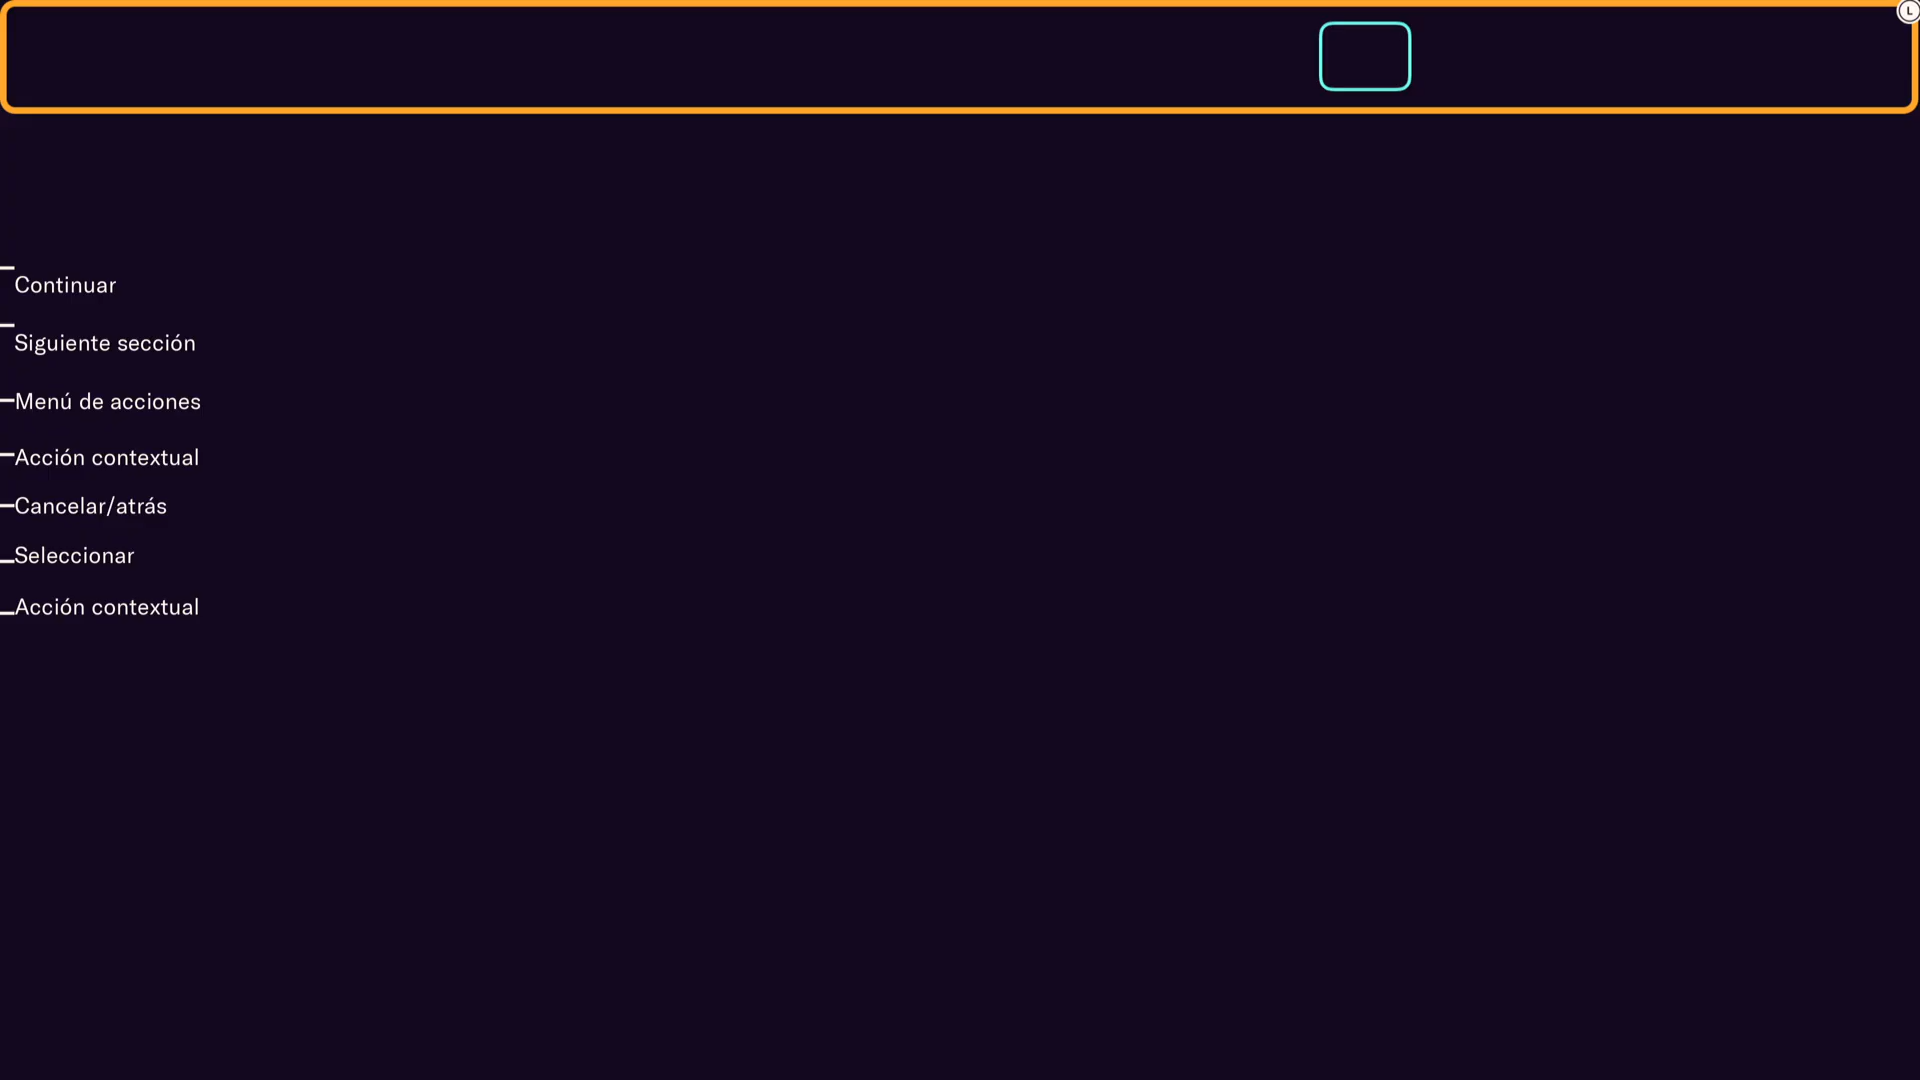 L
Continuar
Siguiente sección
Menú de acciones
Acción contextual
Cancelar/atrás
Seleccionar
Acción contextual